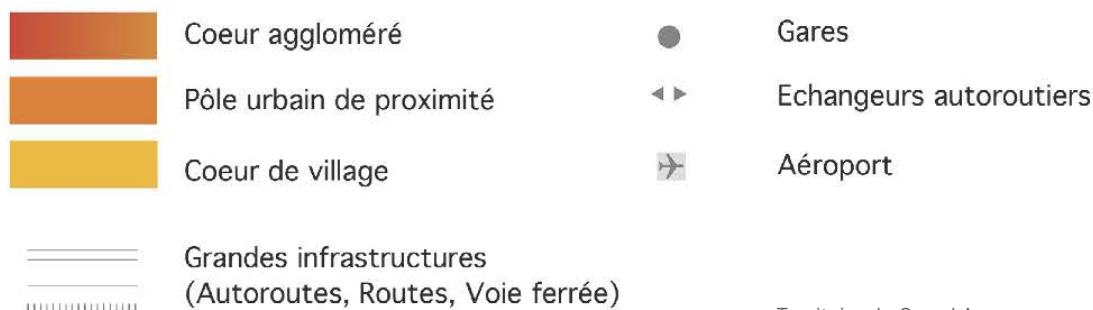 Coeur aggloméré
Pôle urbain de proximité
Coeur de village
Grandes infrastructures
(Autoroutes, Routes, Voie ferrée)
Gares
Echangeurs autoroutiers
Aéroport